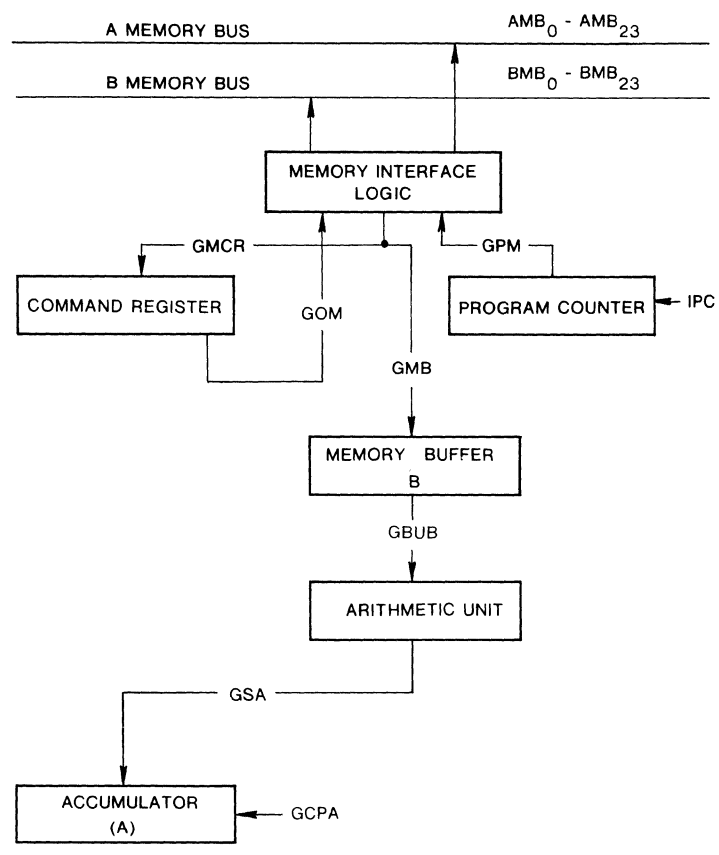 A MEMORY BUS
AMB0 - AMB23
B MEMORY BUS
BMB0 - BMB23
MEMORY INTERFACE
LOGIC
GMCR
GPM
COMMAND REGISTER
GOM
PROGRAM COUNTER
IPC
GMB
MEMORY BUFFER
B
GBUB
ARITHMETIC UNIT
GSA
ACCUMULATOR
(A)
GCPA